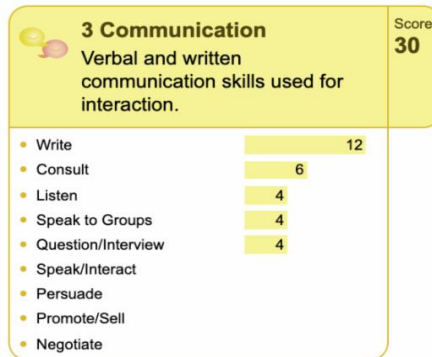 3 Communication
Verbal and written
communication skills used for
interaction.
Score
30
Write 12
Consult 6
Listen 4
Speak to Groups 4
Question/Interview 4
Speak/Interact
Persuade
Promote/Sell
Negotiate